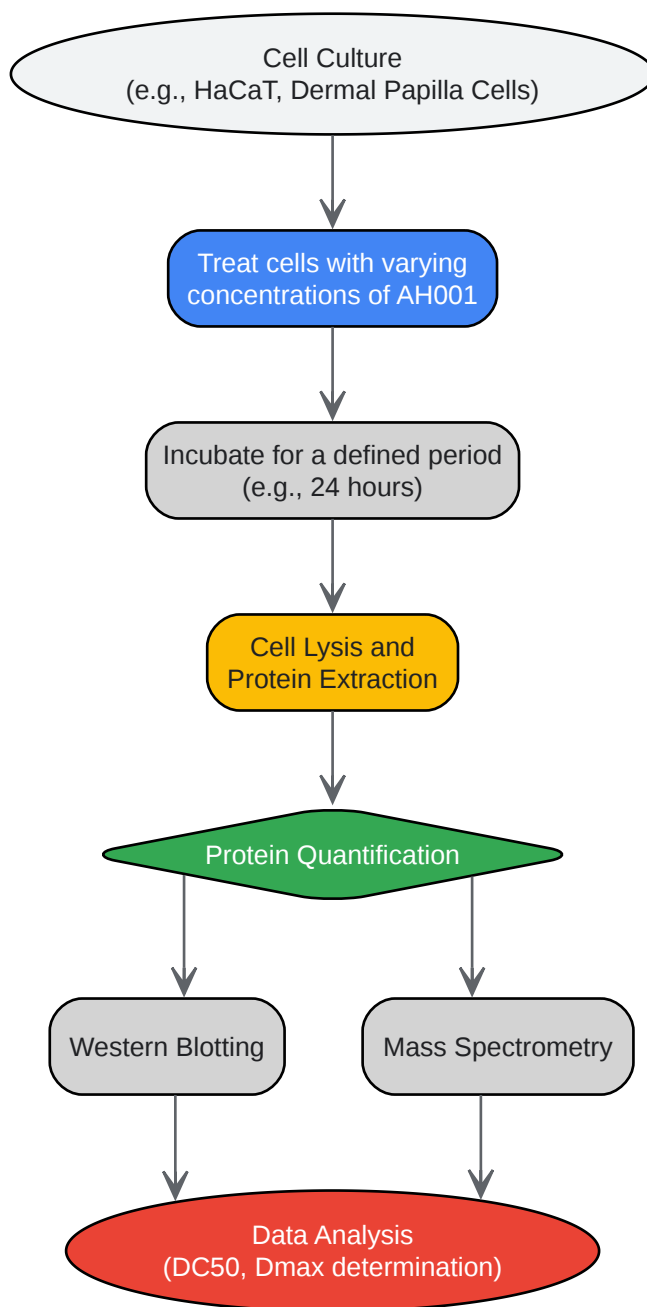 Cell Culture
(e.g., HaCaT, Dermal Papilla Cells)
Treat cells with varying
concentrations of AH001
Incubate for a defined period
(e.g., 24 hours)
Cell Lysis and
Protein Extraction
Protein Quantification
Western Blotting
Mass Spectrometry
Data Analysis
(DC50, Dmax determination)